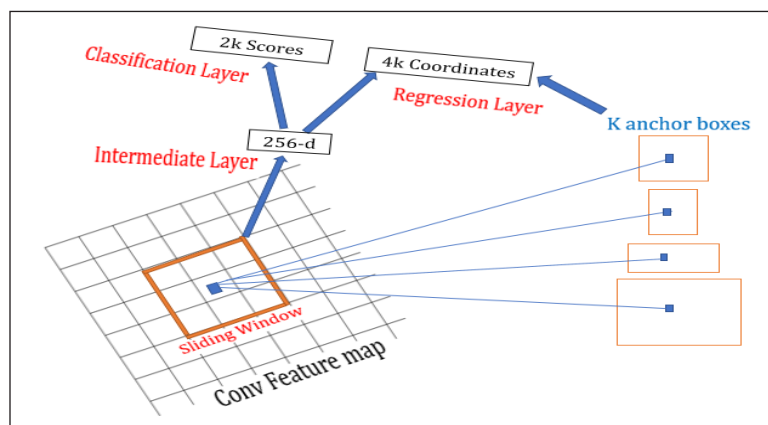 2k Scores
Classification Layer
4k Coordinates
Regression Layer
K anchor boxes
256-d
Intermediate Layer
Sliding Window
Conv Feature map